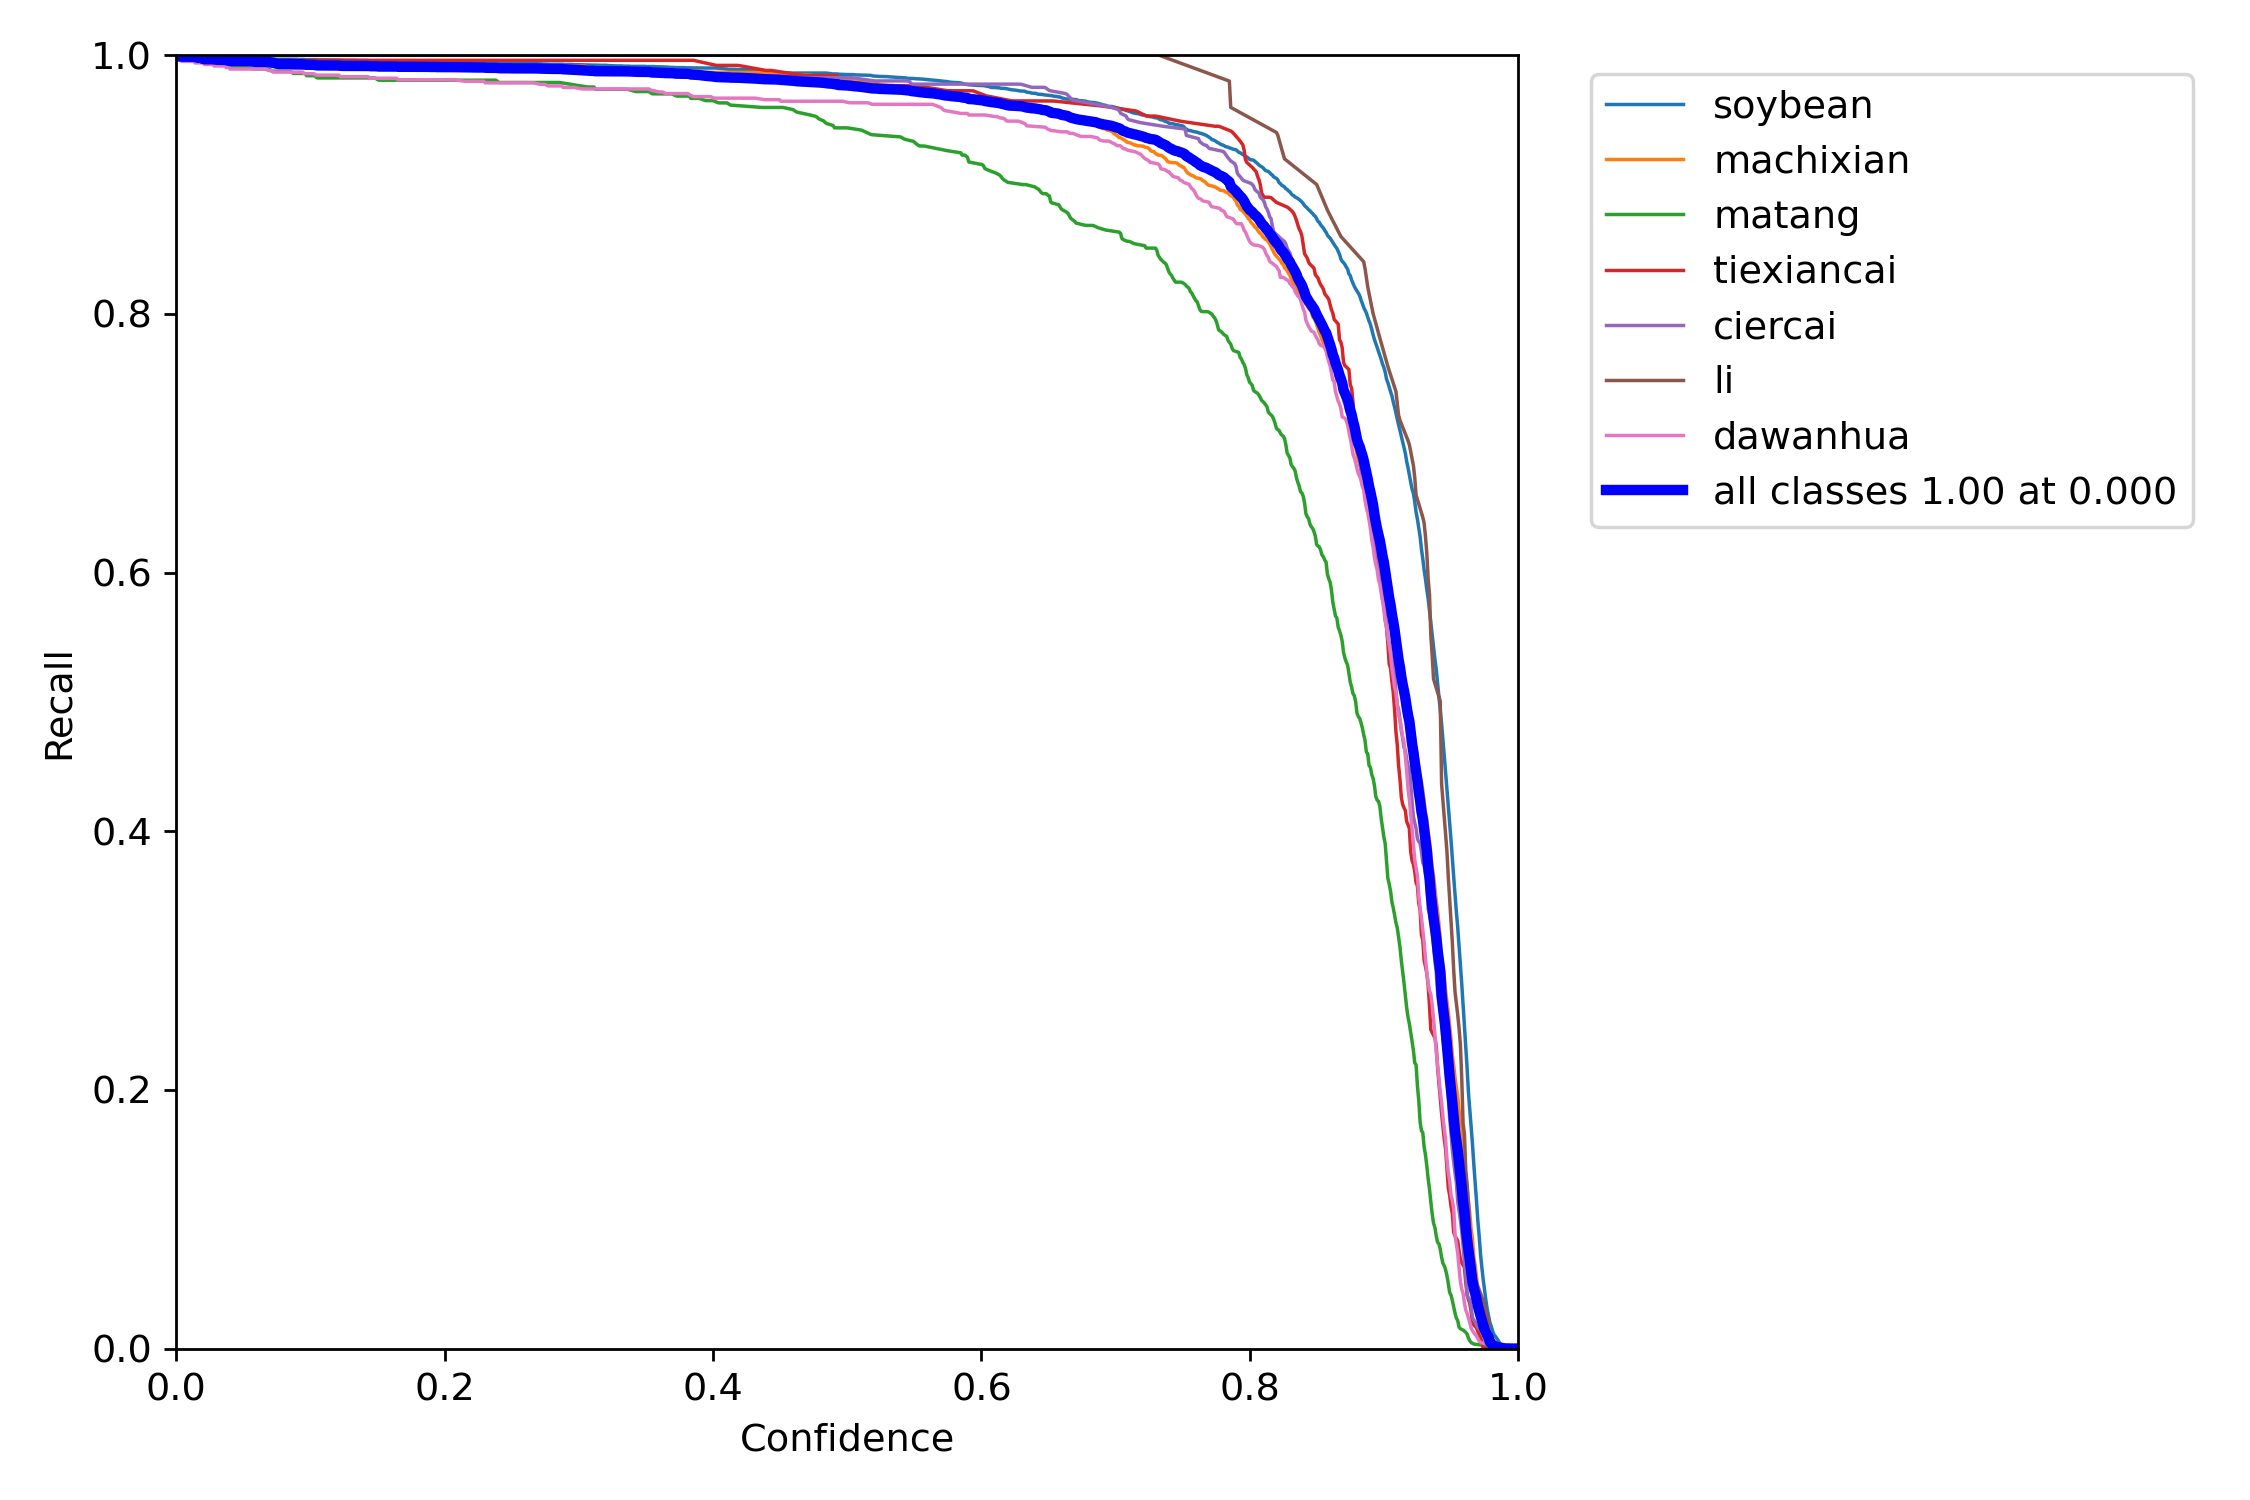 1.0
0.8
0.6
0.4
0.2
0.0
Recall
0.0 0.2 0.4 0.6 0.8 1.0
Confidence
soybean
machixian
matang
tiexiancai
ciercai
li
dawanhua
all classes 1.00 at 0.000